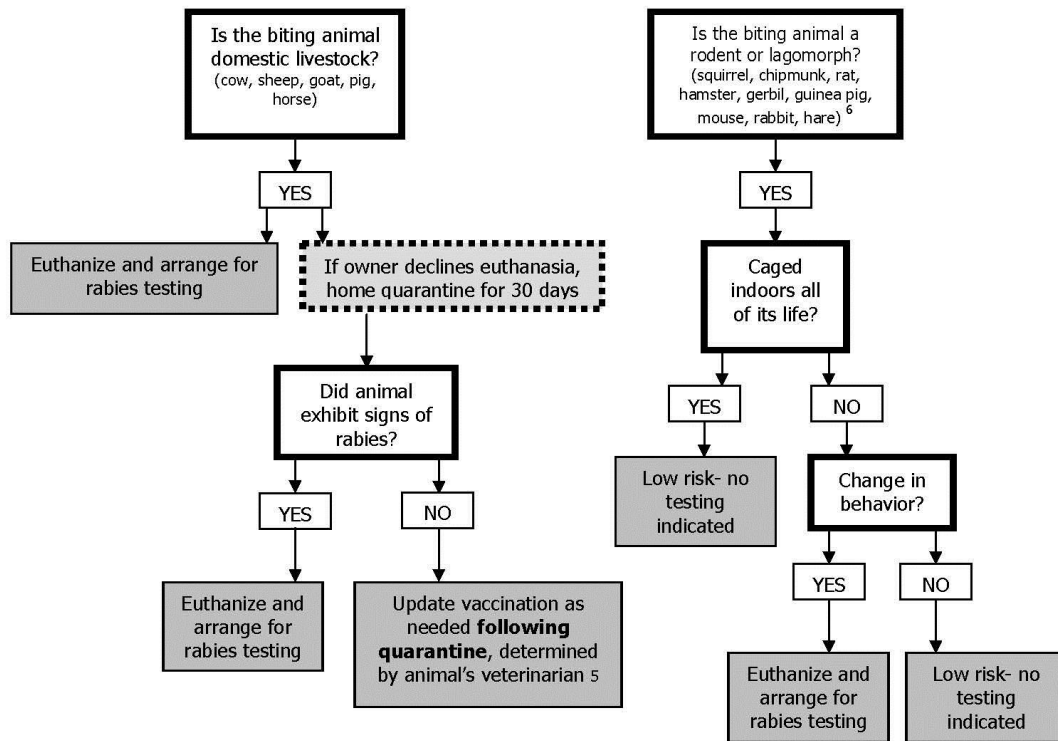 Is the biting animal
domestic livestock?
(cow, sheep, goat, pig,
horse)
YES
Euthanize and arrange for
rabies testing
If owner declines euthanasia,
home quarantine for 30 days
Did animal
exhibit signs of
rabies?
YES
NO
Euthanize and
arrange for
rabies testing
Update vaccination as
needed following
quarantine, determined
by animal's veterinarian 5
Is the biting animal a
rodent or lagomorph?
(squirrel, chipmunk, rat,
hamster, gerbil, guinea pig,
mouse, rabbit, hare) 6
YES
Caged
indoors all
of its life?
YES
NO
Low risk- no
testing
indicated
Change in
behavior?
YES
NO
Euthanize and
arrange for
rabies testing
Low risk- no
testing
indicated